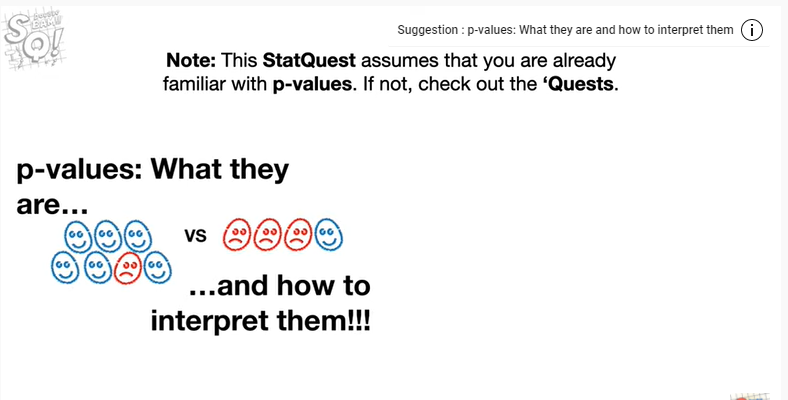 Suggestion : p-values: What they are and how to interpret them
Note: This StatQuest assumes that you are already
familiar with p-values. If not, check out the ‘Quests.
p-values: What they
are...
vs
...and how to
interpret them!!!